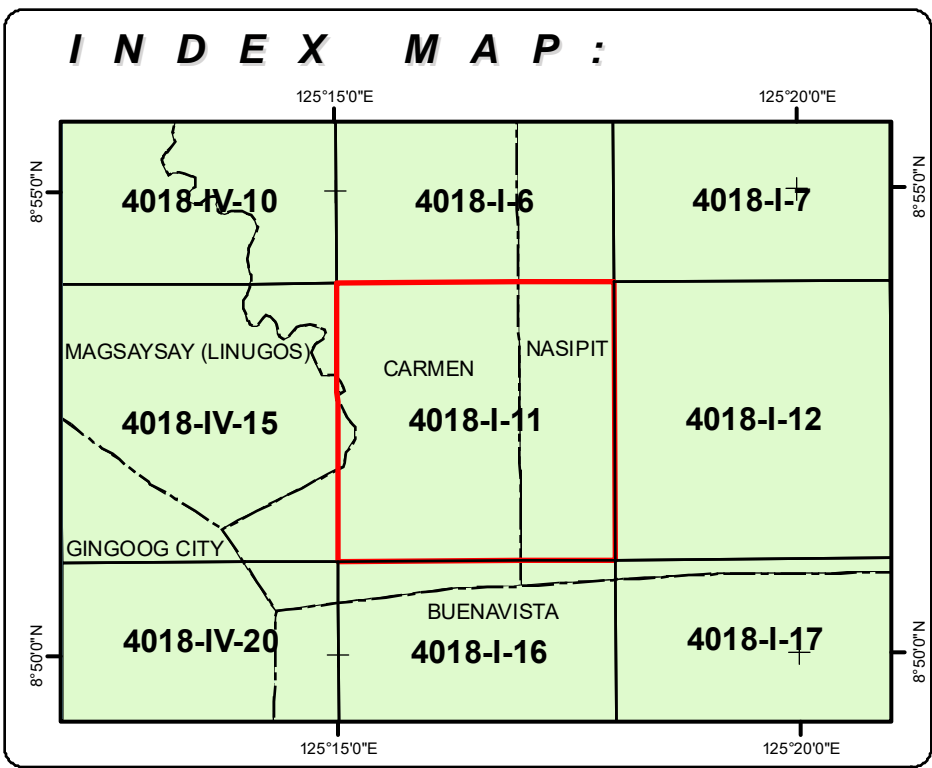 INDEX MAP:
125°15'0"E 125°20'0"E
8°55'0"N 8°55'0"N
4018-IV-10 4018-I-6 4018-I-7
MAGSAYSAY (LINUGOS) NASIPIT
CARMEN
4018-IV-15 4018-I-11 4018-I-12
GINGOOG CITY
BUENAVISTA
4018-IV-20 4018-I-16 4018-I-17
8°50'0"N 8°50'0"N
125°15'0"E 125°20'0"E